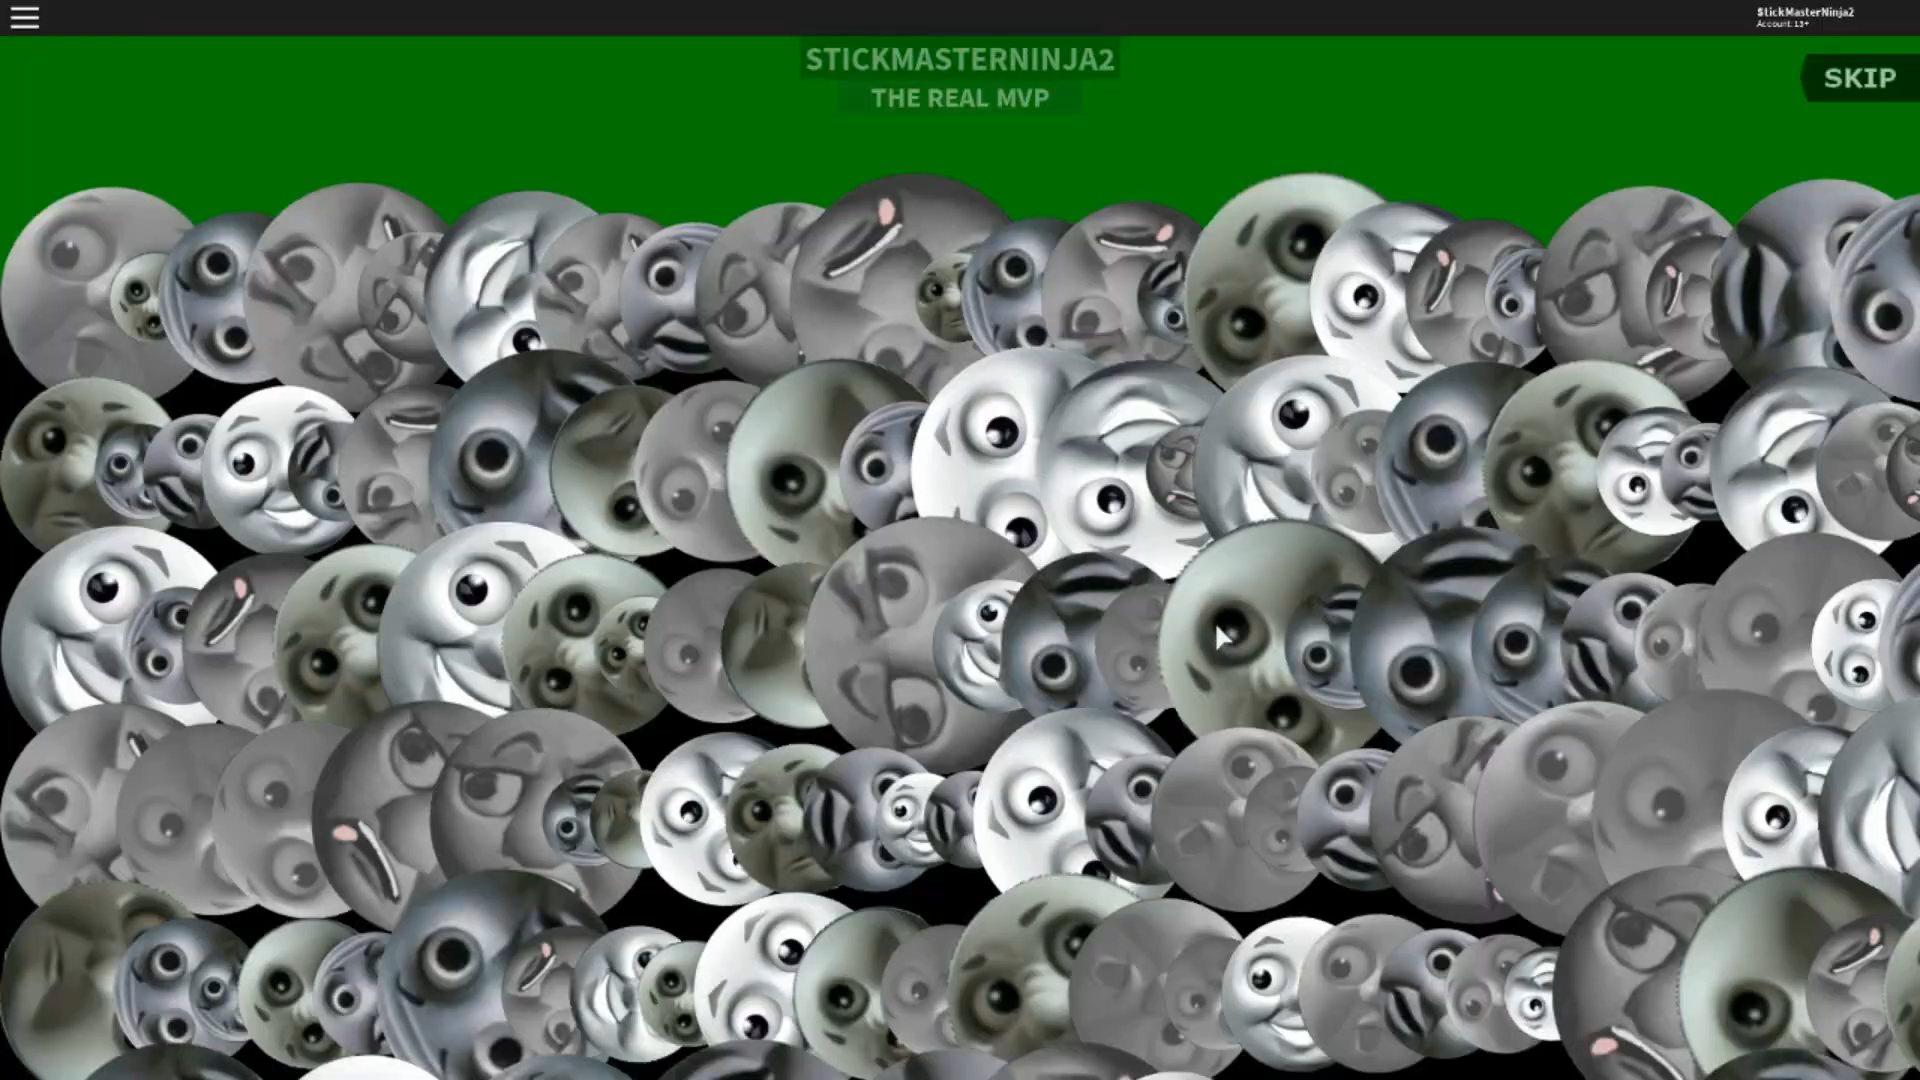 StickMasterNinja2
Account: 13+
STICKMASTERNINJA2
THE REAL MVP
SKIP